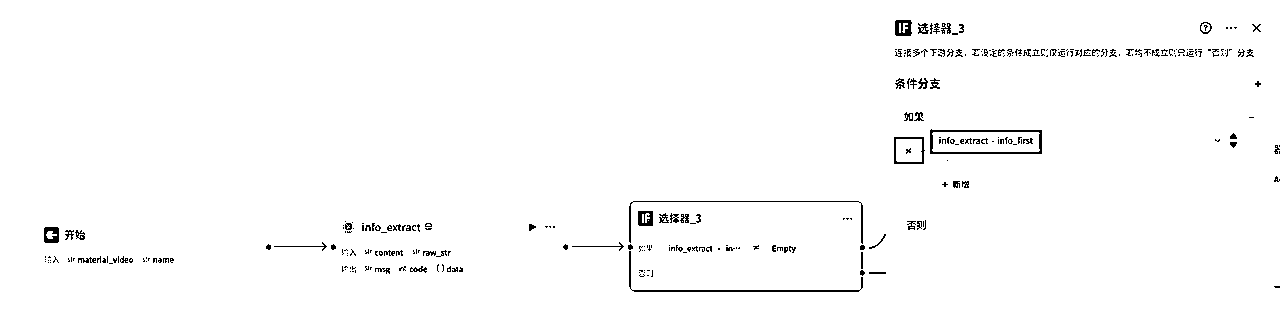 选择器_3
连接多个下游分支，若设定的条件成立则仅运行对应的分支，若均不成立则只运行“否则”分支
条件分支
如果
≠ info_extract - info_first
+ 新增
否则
开始
输入 str material_video str name
info_extract
输入 str content str raw_str
输出 str msg int code {} data
选择器_3
如果 info_extract - in··· ≠ Empty
否则